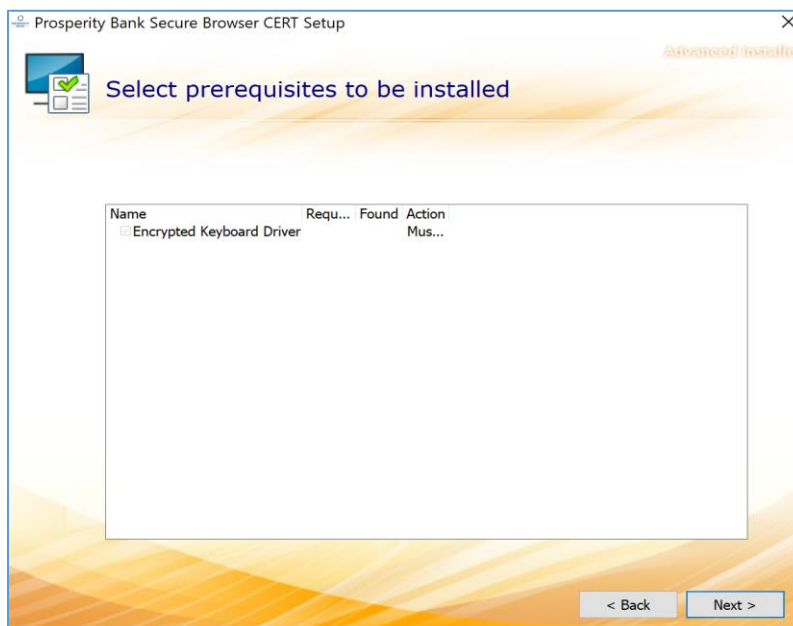 Prosperity Bank Secure Browser CERT Setup
Select prerequisites to be installed
Name Requ... Found Action
Encrypted Keyboard Driver Mus...
< Back Next >